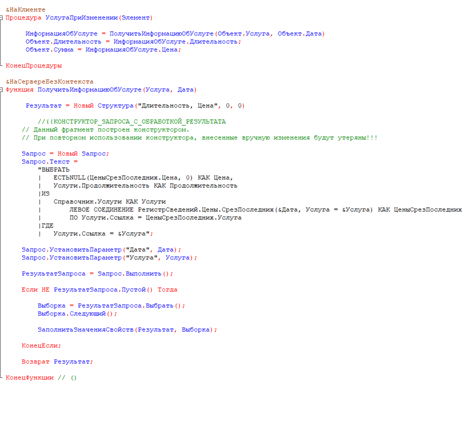 &НаКлиенте
Процедура УслугаПриИзменении(Элемент)
ИнформацияОбУслуге = ПолучитьИнформациюОбУслуге(Объект.Услуга, Объект.Дата)
Объект.Длительность = ИнформацияОбУслуге.Длительность;
Объект.Сумма = ИнформацияОбУслуге.Цена;
КонецПроцедуры
&НаСервереБезКонтекста
Функция ПолучитьИнформациюОбУслуге(Услуга, Дата)
Результат = Новый Структура("Длительность, Цена", 0, 0)
//{{КОНСТРУКТОР_ЗАПРОСА_С_ОБРАБОТКОЙ_РЕЗУЛЬТАТА
// Данный фрагмент построен конструктором.
// При повторном использовании конструктора, внесенные вручную изменения будут утеряны!!!
Запрос = Новый Запрос;
Запрос.Текст =
"ВЫБРАТЬ
| ЕСТЬNULL(ЦеныСрезПоследних.Цена, 0) КАК Цена,
| Услуги.Продолжительность КАК Продолжительность
|ИЗ
| Справочник.Услуги КАК Услуги
| ЛЕВОЕ СОЕДИНЕНИЕ РегистрСведений.Цены.СрезПоследних(&Дата, Услуга = &Услуга) КАК ЦеныСрезПоследних
| ПО Услуги.Ссылка = ЦеныСрезПоследних.Услуга
|ГДЕ
| Услуги.Ссылка = &Услуга";
Запрос.УстановитьПараметр("Дата", Дата);
Запрос.УстановитьПараметр("Услуга", Услуга);
РезультатЗапроса = Запрос.Выполнить();
Если НЕ РезультатЗапроса.Пустой() Тогда
Выборка = РезультатЗапроса.Выбрать();
Выборка.Следующий();
ЗаполнитьЗначенияСвойств(Результат, Выборка);
КонецЕсли;
Возврат Результат;
КонецФункции // ()